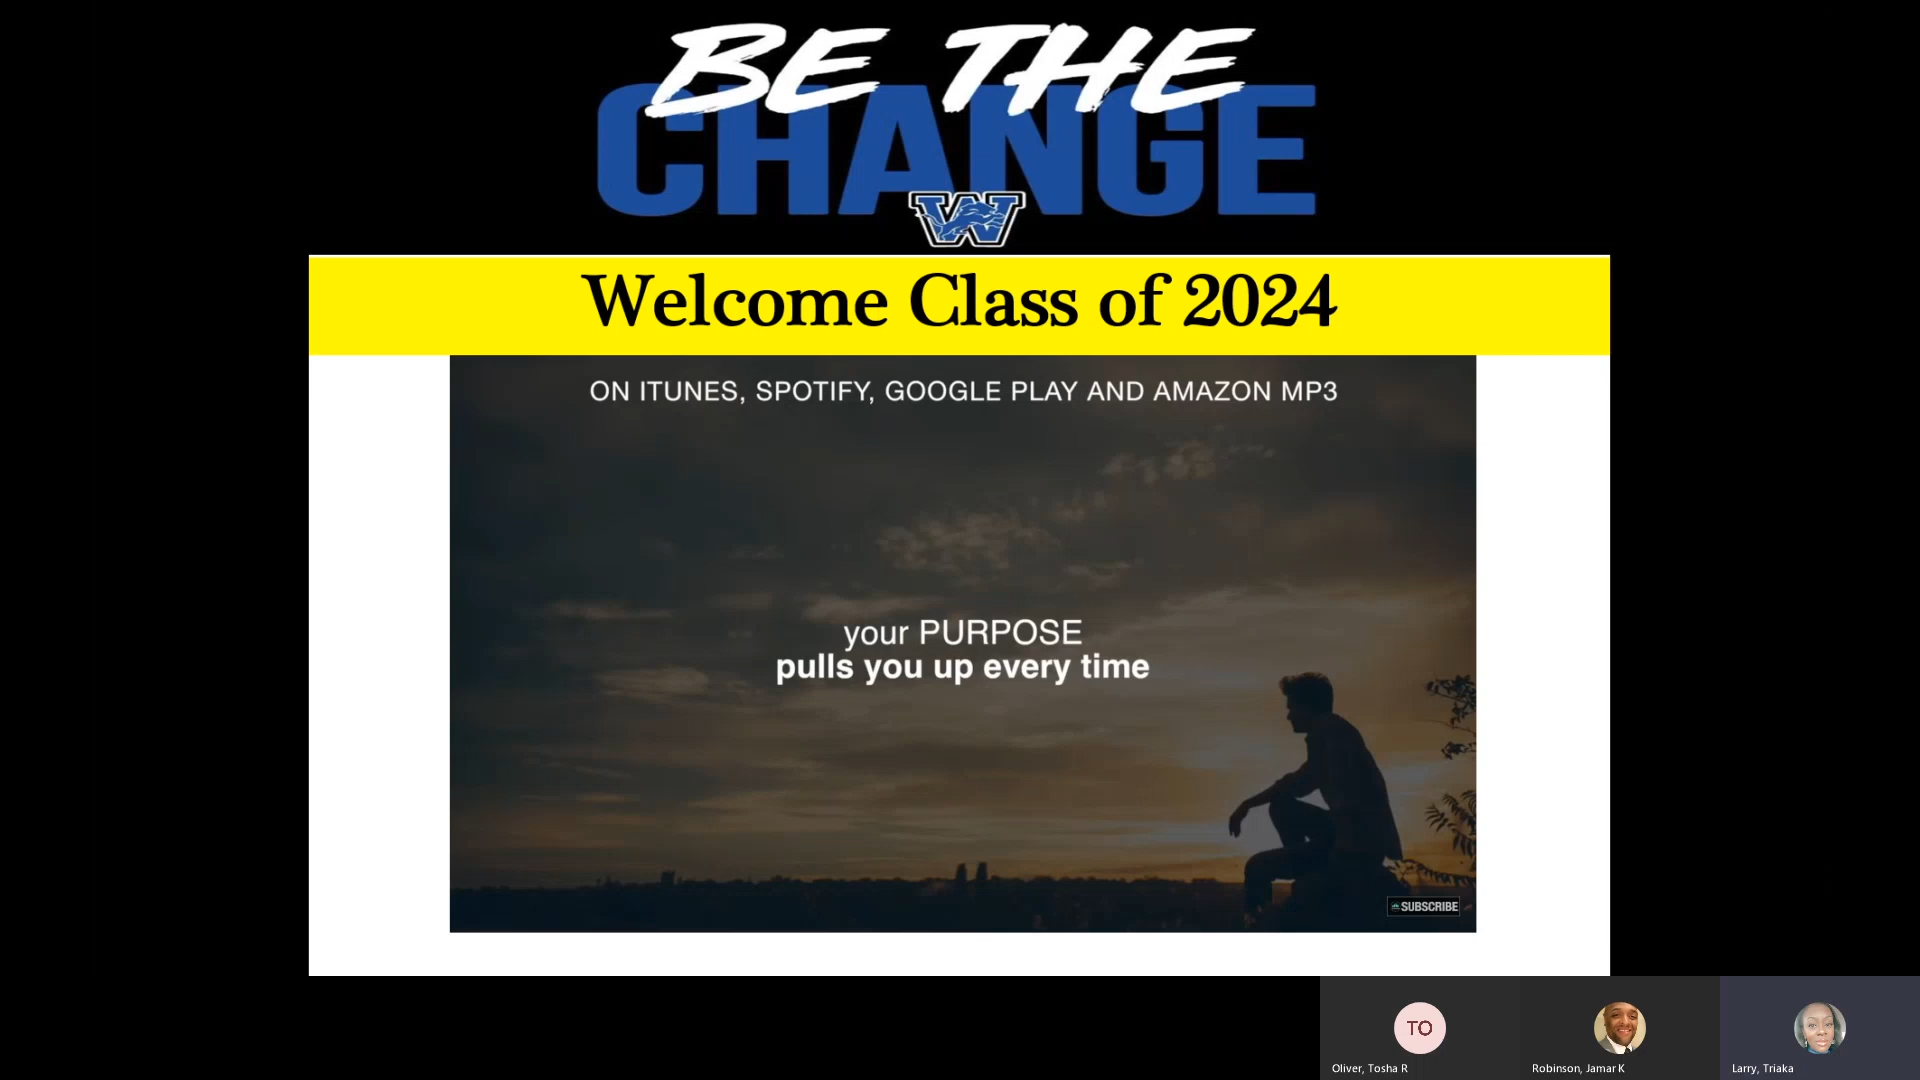 BE THE
CHANGE
W
Welcome Class of 2024
ON ITUNES, SPOTIFY, GOOGLE PLAY AND AMAZON MP3
your PURPOSE
pulls you up every time
SUBSCRIBE
TO
Oliver, Tosha R
Robinson, Jamar K
Larry, Triaka